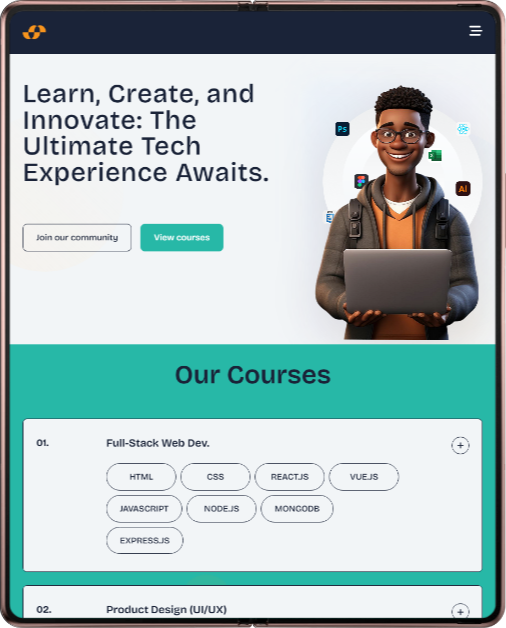 Learn, Create, and
Innovate: The
Ultimate Tech
Experience Awaits.
Ps
Ai
Join our community
View courses
Our Courses
01.
Full-Stack Web Dev.
HTML
CSS
REACT.JS
VUE.JS
JAVASCRIPT
NODE.JS
MONGODB
EXPRESS.JS
02.
Product Design (UI/UX)